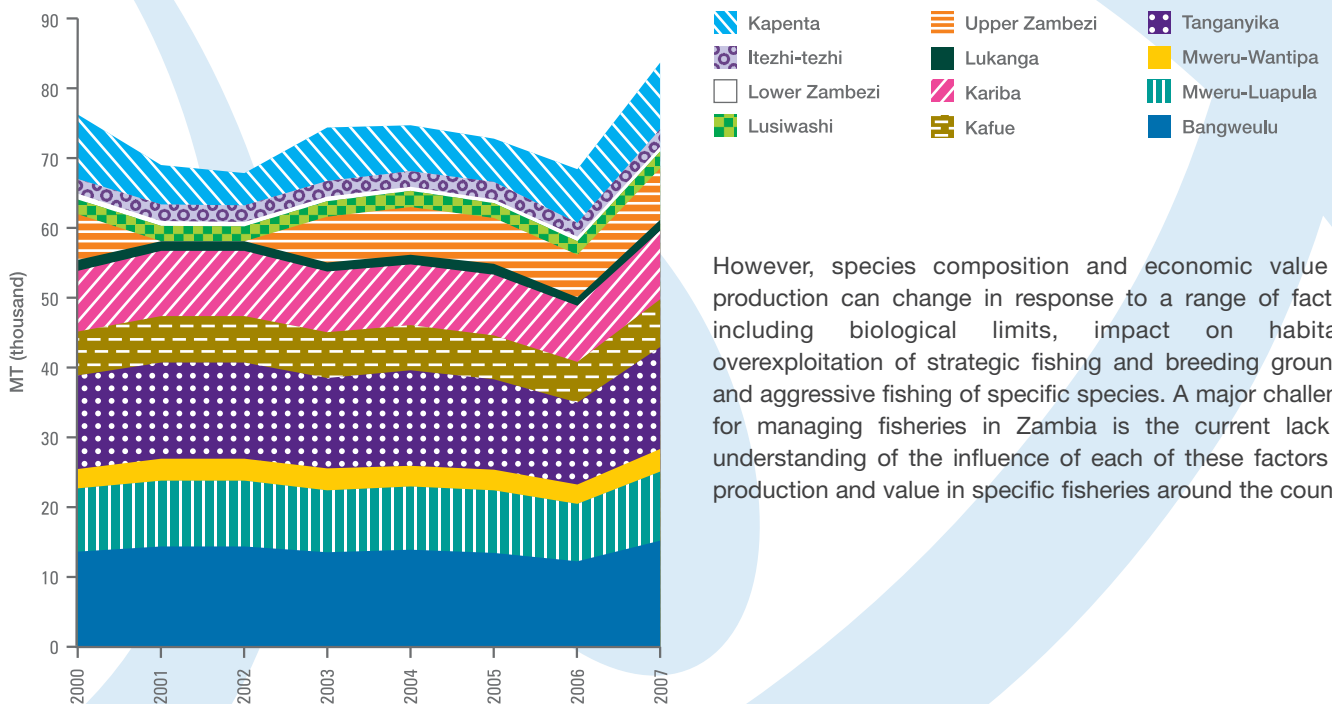 90
80
70
60
50
40
30
20
10
0
MT (thousand)
2000
2001
2002
2003
2004
2005
2006
2007
Kapenta
Itezhi-tezhi
Lower Zambezi
Lusiwashi
Upper Zambezi
Lukanga
Kariba
Kafue
Tanganyika
Mweru-Wantipa
Mweru-Luapula
Bangweulu
However, species composition and economic value
production can change in response to a range of fact
including biological limits, impact on habita
overexploitation of strategic fishing and breeding groun
and aggressive fishing of specific species. A major challen
for managing fisheries in Zambia is the current lack
understanding of the influence of each of these factors
production and value in specific fisheries around the coun